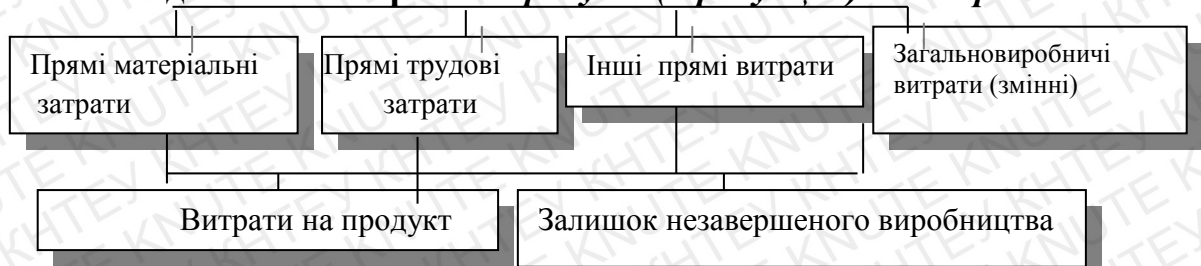 Прямі матеріальні
затрати
Прямі трудові
затрати
Інші прямі витрати
Загальновиробничі
витрати (змінні)
Витрати на продукт
Залишок незавершеного виробництва